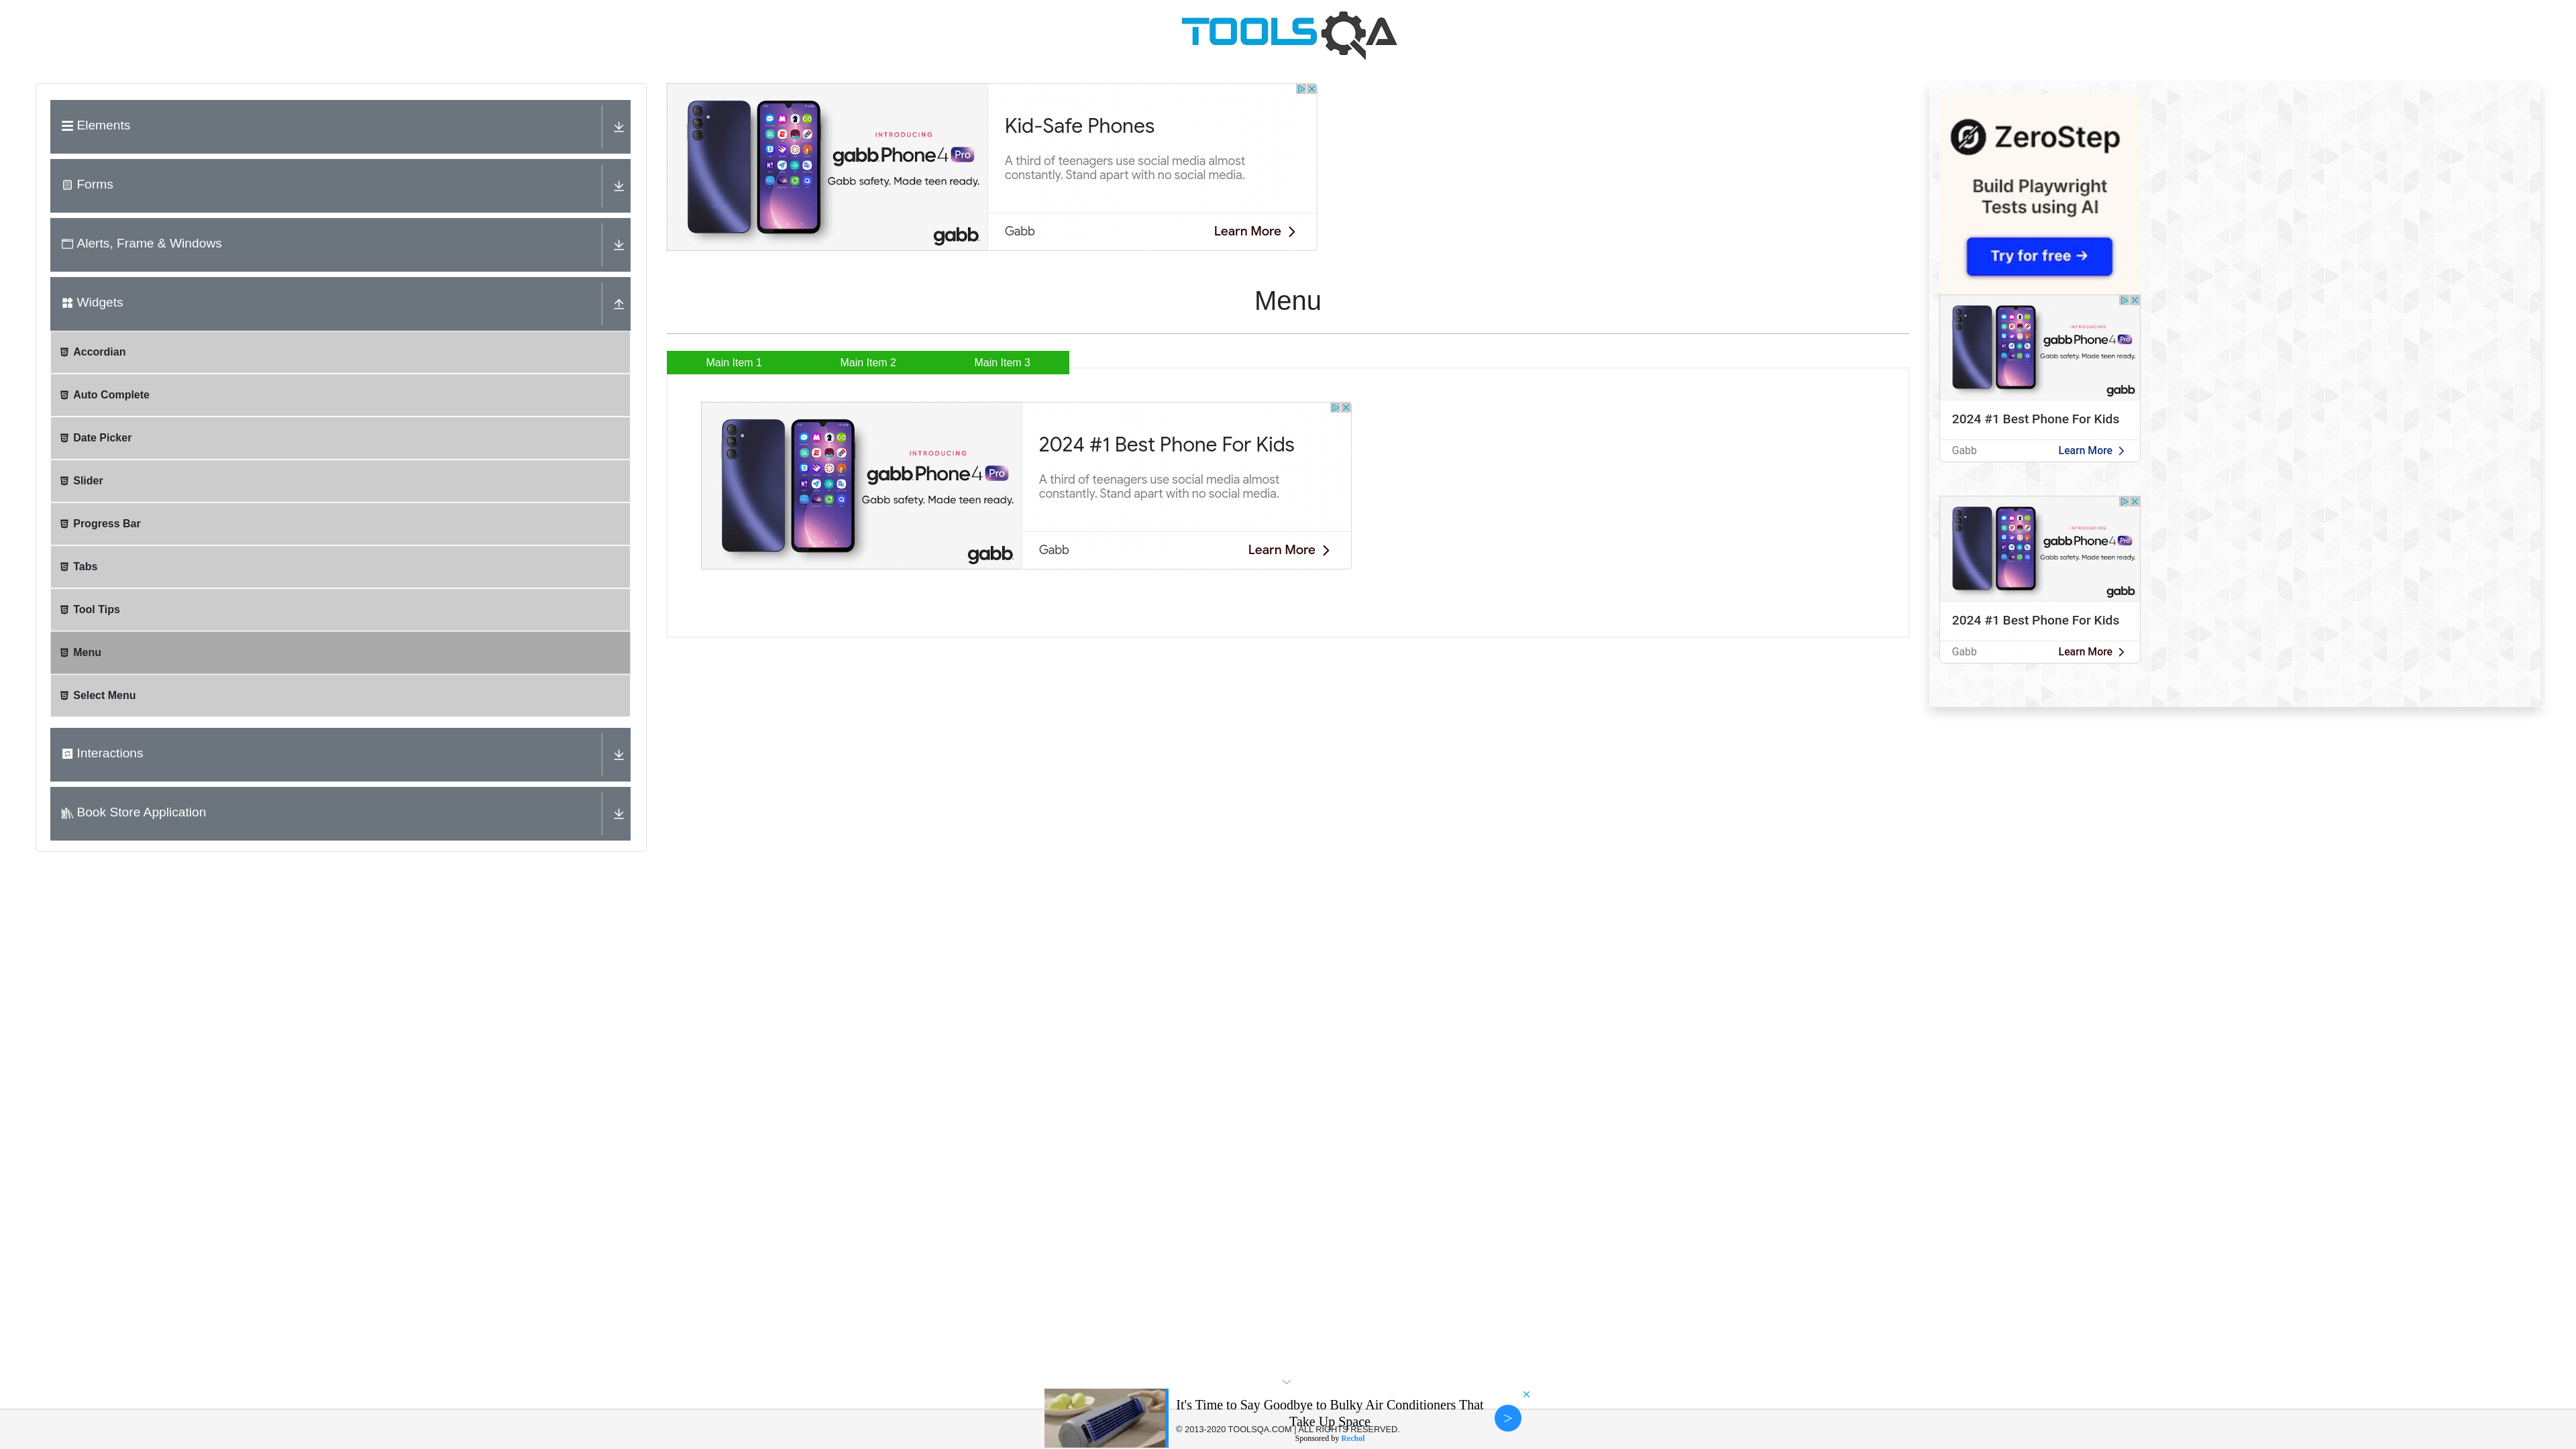 TOOLSQA
Elements
Forms
Alerts, Frame & Windows
Widgets
Accordian
Auto Complete
Date Picker
Slider
Progress Bar
Tabs
Tool Tips
Menu
Select Menu
Interactions
Book Store Application
INTRODUCING
gabb Phone 4 Pro
Gabb safety. Made teen ready.
gabb
Kid-Safe Phones
A third of teenagers use social media almost
constantly. Stand apart with no social media.
Gabb
Learn More
Menu
Main Item 1
Main Item 2
Main Item 3
INTRODUCING
gabb Phone 4 Pro
Gabb safety. Made teen ready.
gabb
2024 #1 Best Phone For Kids
A third of teenagers use social media almost
constantly. Stand apart with no social media.
Gabb
Learn More
ZeroStep
Build Playwright
Tests using AI
Try for free →
INTRODUCING
gabb Phone 4 Pro
Gabb safety. Made teen ready.
gabb
2024 #1 Best Phone For Kids
Gabb
Learn More
INTRODUCING
gabb Phone 4 Pro
Gabb safety. Made teen ready.
gabb
2024 #1 Best Phone For Kids
Gabb
Learn More
It's Time to Say Goodbye to Bulky Air Conditioners That
Take Up Space
© 2013-2020 TOOLSQA.COM | ALL RIGHTS RESERVED.
Sponsored by Rechol